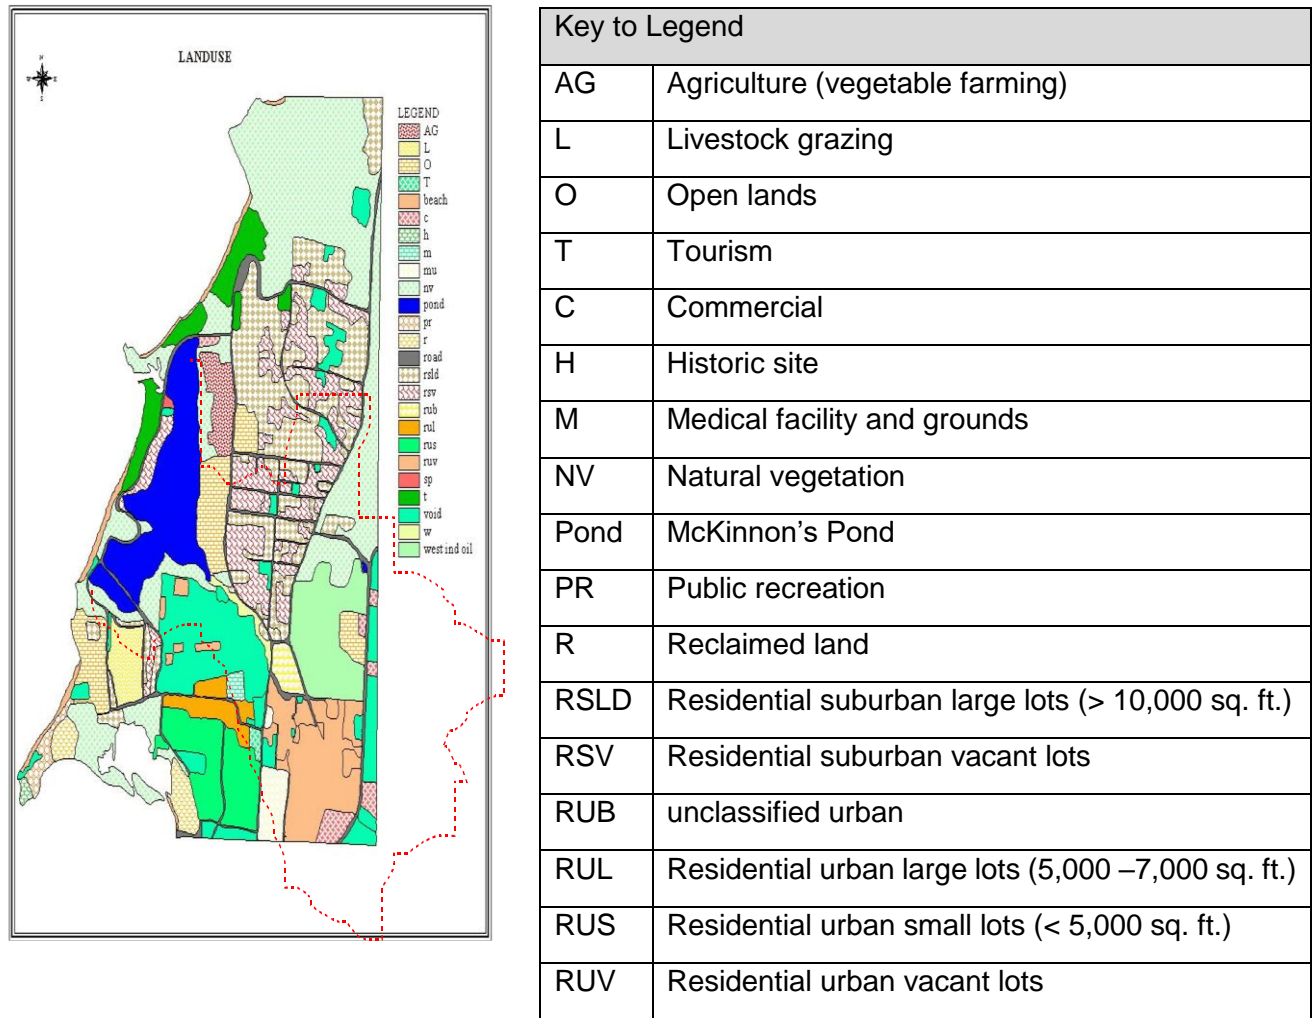 LANDUSE
N
W
E
S
LEGEND
AG
L
O
T
beach
c
h
m
mu
nv
pond
pr
r
road
rsld
rsv
rub
rul
rus
ruv
sp
t
void
w
west ind oil
Key to Legend
AG Agriculture (vegetable farming)
L Livestock grazing
O Open lands
T Tourism
C Commercial
H Historic site
M Medical facility and grounds
NV Natural vegetation
Pond McKinnon’s Pond
PR Public recreation
R Reclaimed land
RSLD Residential suburban large lots (> 10,000 sq. ft.)
RSV Residential suburban vacant lots
RUB unclassified urban
RUL Residential urban large lots (5,000 –7,000 sq. ft.)
RUS Residential urban small lots (< 5,000 sq. ft.)
RUV Residential urban vacant lots